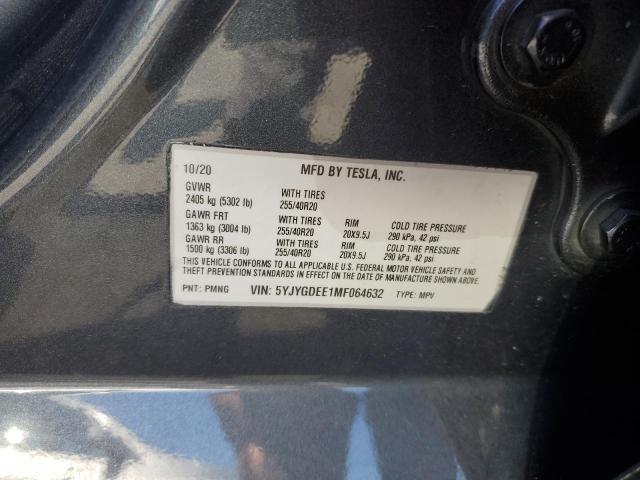 10/20 MFD BY TESLA, INC.
GVWR WITH TIRES
2405 kg (5302 lb) 255/40R20
GAWR FRT WITH TIRES RIM COLD TIRE PRESSURE
1363 kg (3004 lb) 255/40R20 20X9.5J 290 kPa, 42 psi
GAWR RR WITH TIRES RIM COLD TIRE PRESSURE
1500 kg (3306 lb) 255/40R20 20X9.5J 290 kPa, 42 psi
THIS VEHICLE CONFORMS TO ALL APPLICABLE U.S. FEDERAL MOTOR VEHICLE SAFETY AND
THEFT PREVENTION STANDARDS IN EFFECT ON THE DATE OF MANUFACTURE SHOWN ABOVE.
PNT: PMNG VIN: 5YJYGDEE1MF064632 TYPE: MPV